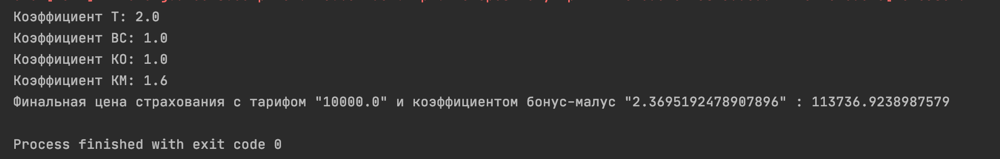 Коэффициент Т: 2.0
Коэффициент ВС: 1.0
Коэффициент КО: 1.0
Коэффициент КМ: 1.6
Финальная цена страхования с тарифом "10000.0" и коэффициентом бонус-малус "2.3695192478907896" : 113736.9238987579
Process finished with exit code 0